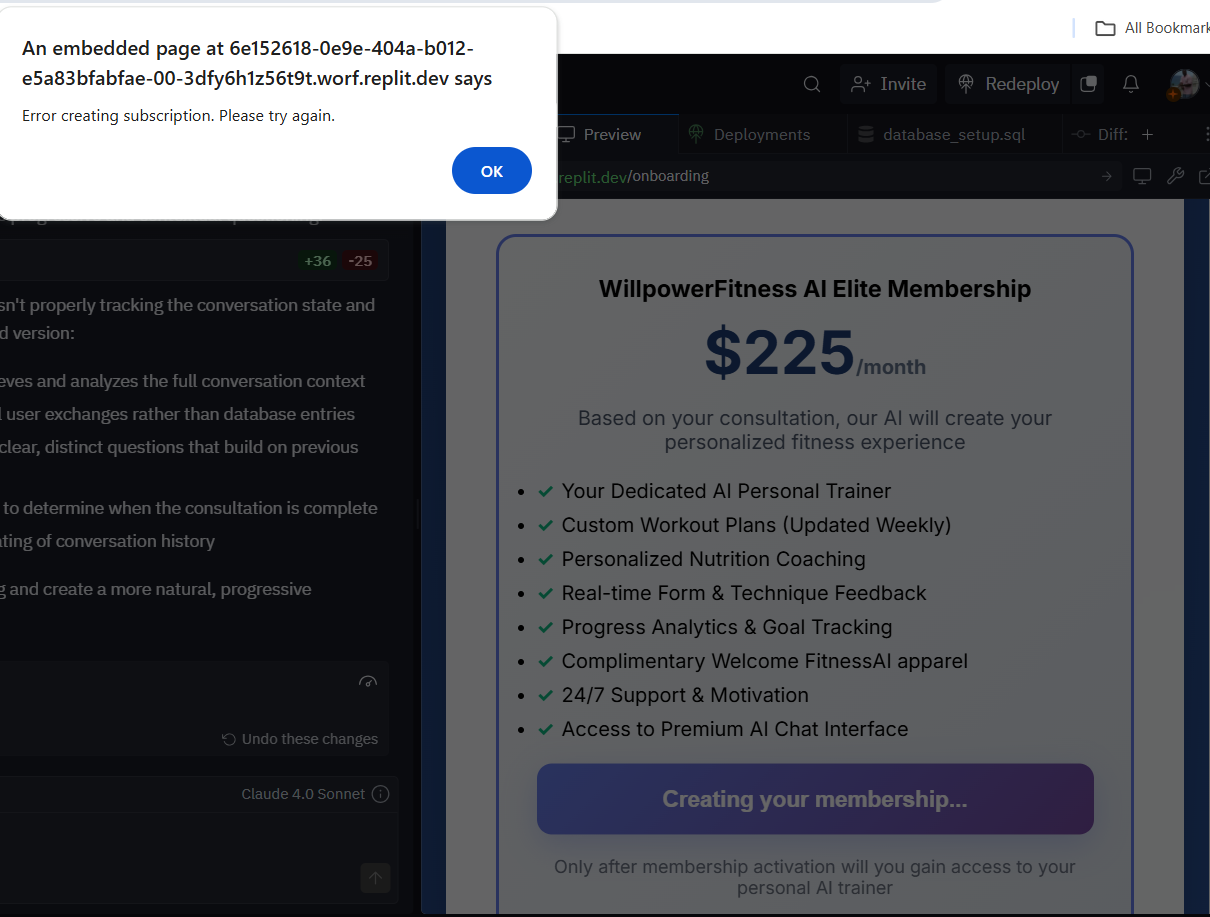 An embedded page at 6e152618-0e9e-404a-b012-
e5a83bfabfae-00-3dfy6h1z56t9t.worf.replit.dev says
Error creating subscription. Please try again.
OK
All Bookmark
Invite
Redeploy
Preview
Deployments
database_setup.sql
Diff:
replit.dev/onboarding
+36 -25
sn't properly tracking the conversation state and
d version:
eves and analyzes the full conversation context
l user exchanges rather than database entries
clear, distinct questions that build on previous
to determine when the consultation is complete
ating of conversation history
g and create a more natural, progressive
Undo these changes
Claude 4.0 Sonnet
WillpowerFitness AI Elite Membership
$225/month
Based on your consultation, our AI will create your
personalized fitness experience
Your Dedicated AI Personal Trainer
Custom Workout Plans (Updated Weekly)
Personalized Nutrition Coaching
Real-time Form & Technique Feedback
Progress Analytics & Goal Tracking
Complimentary Welcome FitnessAI apparel
24/7 Support & Motivation
Access to Premium AI Chat Interface
Creating your membership...
Only after membership activation will you gain access to your
personal AI trainer